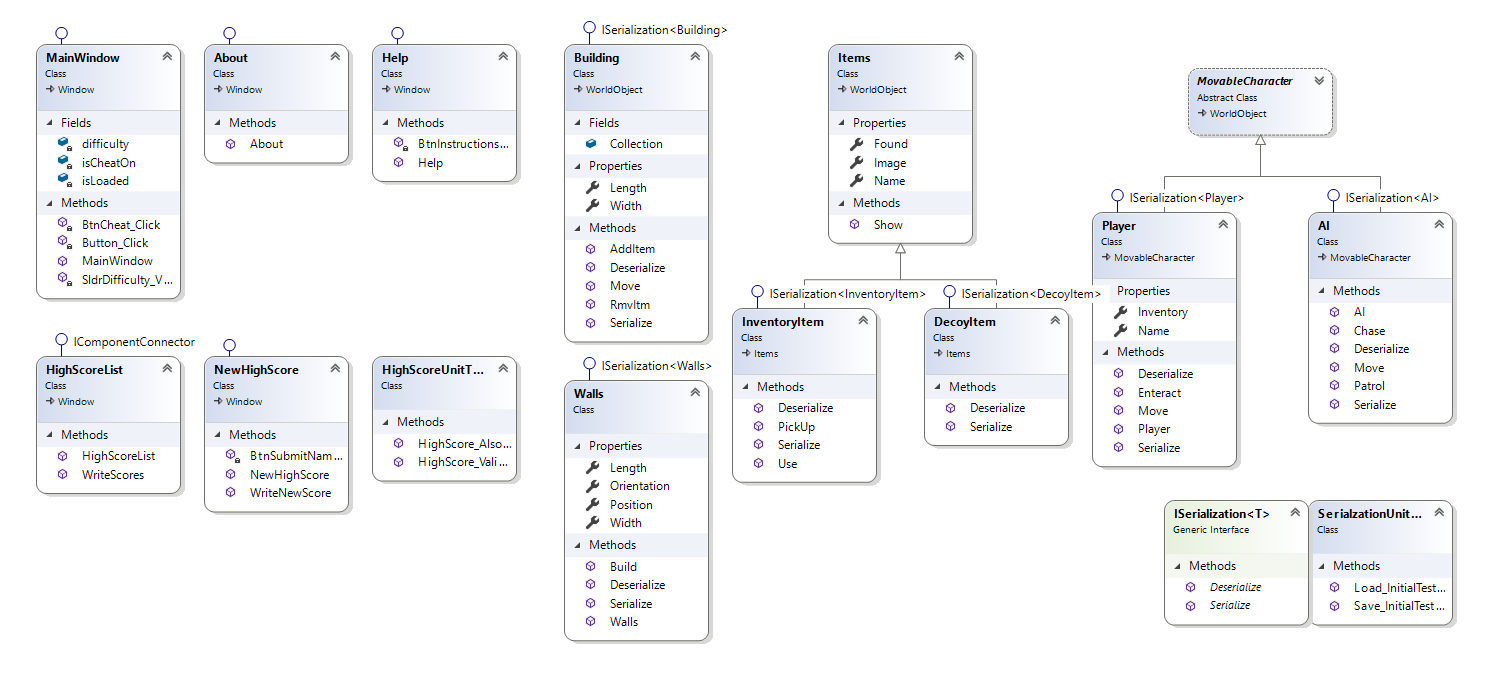 MainWindow
Class
Window
Fields
difficulty
isCheatOn
isLoaded
Methods
BtnCheat_Click
Button_Click
MainWindow
SldrDifficulty_V...
About
Class
Window
Methods
About
Help
Class
Window
Methods
BtnInstructions...
Help
IComponentConnector
HighScoreList
Class
Window
Methods
HighScoreList
WriteScores
NewHighScore
Class
Window
Methods
BtnSubmitNam...
NewHighScore
WriteNewScore
HighScoreUnitT...
Class
Methods
HighScore_Also...
HighScore_Vali...
ISerialization<Building>
Building
Class
WorldObject
Fields
Collection
Properties
Length
Width
Methods
AddItem
Deserialize
Move
RmvItm
Serialize
ISerialization<Walls>
Walls
Class
Properties
Length
Orientation
Position
Width
Methods
Build
Deserialize
Serialize
Walls
Items
Class
WorldObject
Properties
Found
Image
Name
Methods
Show
ISerialization<InventoryItem>
InventoryItem
Class
Items
Methods
Deserialize
PickUp
Serialize
Use
ISerialization<DecoyItem>
DecoyItem
Class
Items
Methods
Deserialize
Serialize
MovableCharacter
Abstract Class
WorldObject
ISerialization<Player>
Player
Class
MovableCharacter
Properties
Inventory
Name
Methods
Deserialize
Enteract
Move
Player
Serialize
ISerialization<AI>
AI
Class
MovableCharacter
Methods
AI
Chase
Deserialize
Move
Patrol
Serialize
ISerialization<T>
Generic Interface
Methods
Deserialize
Serialize
SerialzationUnit...
Class
Methods
Load_InitialTest...
Save_InitialTest...